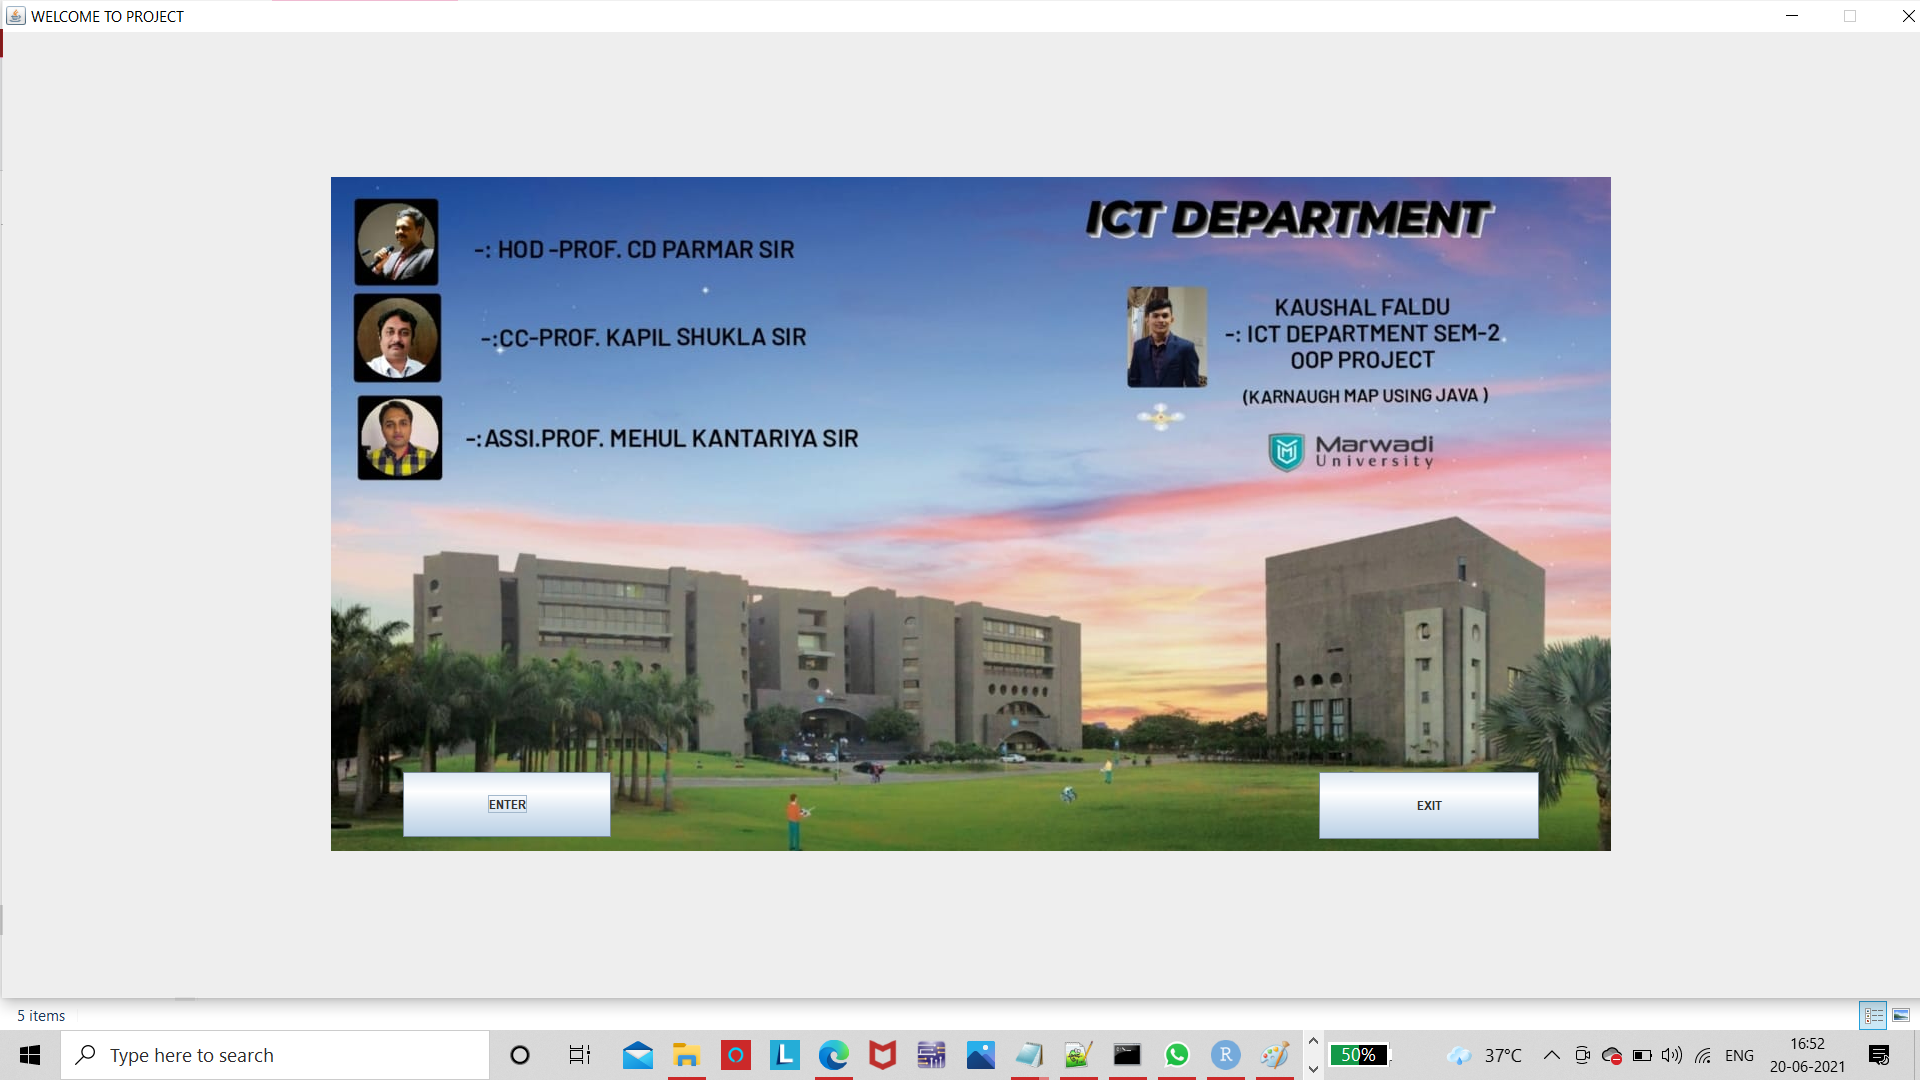 WELCOME TO PROJECT
ICT DEPARTMENT
-: HOD -PROF. CD PARMAR SIR
-:CC-PROF. KAPIL SHUKLA SIR
-:ASSI.PROF. MEHUL KANTARIYA SIR
KAUSHAL FALDU
-: ICT DEPARTMENT SEM-2
OOP PROJECT
(KARNAUGH MAP USING JAVA )
Marwadi
University
ENTER
EXIT
5 items
Type here to search
L
R
50%
37°C
ENG
16:52
20-06-2021